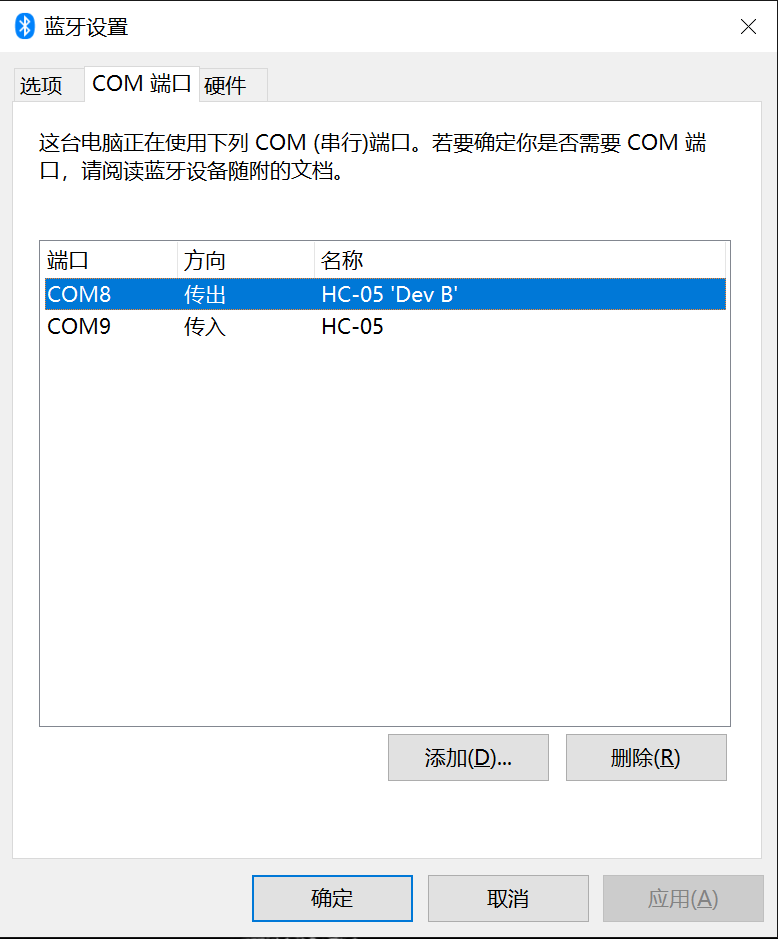 蓝牙设置
选项 COM 端口 硬件
这台电脑正在使用下列 COM (串行)端口。若要确定你是否需要 COM 端
口，请阅读蓝牙设备随附的文档。
端口 方向 名称
COM8 传出 HC-05 'Dev B'
COM9 传入 HC-05
添加(D)... 删除(R)
确定 取消 应用(A)